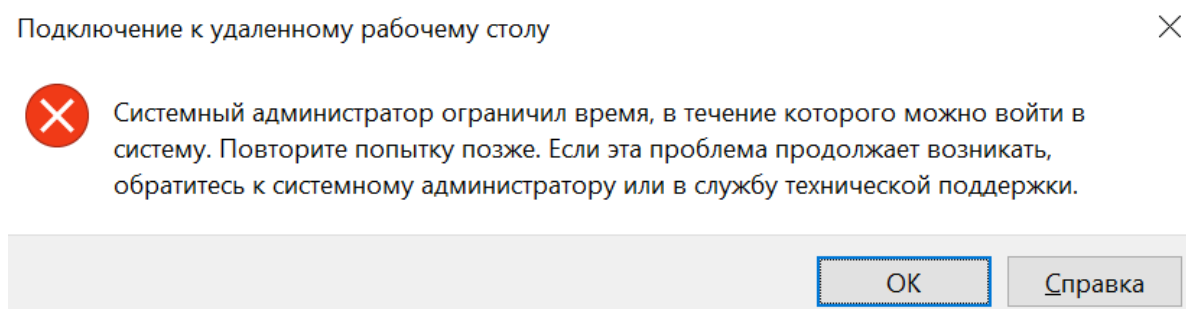 Подключение к удаленному рабочему столу
Системный администратор ограничил время, в течение которого можно войти в
систему. Повторите попытку позже. Если эта проблема продолжает возникать,
обратитесь к системному администратору или в службу технической поддержки.
ОК
Справка